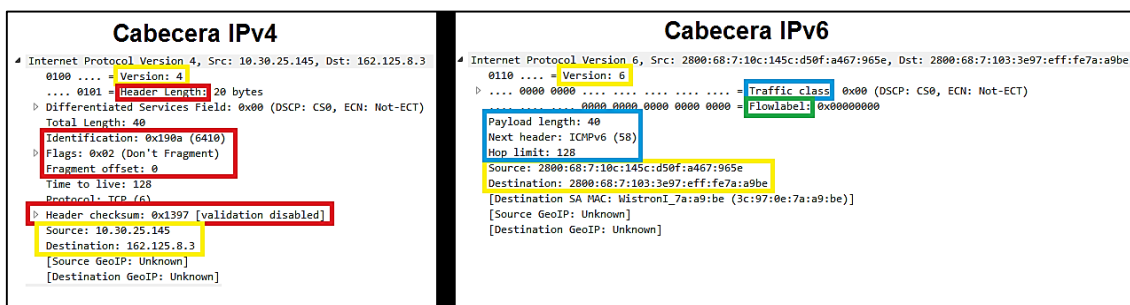 Cabecera IPv4
Internet Protocol Version 4, Src: 10.30.25.145, Dst: 162.125.8.3
0100 .... = Version: 4
.... 0101 = Header Length: 20 bytes
Differentiated Services Field: 0x00 (DSCP: CS0, ECN: Not-ECT)
Total Length: 40
Identification: 0x190a (6410)
Flags: 0x02 (Don't Fragment)
Fragment offset: 0
Time to live: 128
Protocol: TCP (6)
Header checksum: 0x1397 [validation disabled]
Source: 10.30.25.145
Destination: 162.125.8.3
[Source GeoIP: Unknown]
[Destination GeoIP: Unknown]
Cabecera IPv6
Internet Protocol Version 6, Src: 2800:68:7:10c:145c:d50f:a467:965e, Dst: 2800:68:7:103:3e97:eff:fe7a:a9be
0110 .... = Version: 6
.... 0000 0000 .... .... .... .... .... = Traffic class 0x00 (DSCP: CS0, ECN: Not-ECT)
.... .... .... 0000 0000 0000 0000 0000 = Flowlabel: 0x00000000
Payload length: 40
Next header: ICMPv6 (58)
Hop limit: 128
Source: 2800:68:7:10c:145c:d50f:a467:965e
Destination: 2800:68:7:103:3e97:eff:fe7a:a9be
[Destination SA MAC: WistronI_7a:a9:be (3c:97:0e:7a:a9:be)]
[Source GeoIP: Unknown]
[Destination GeoIP: Unknown]